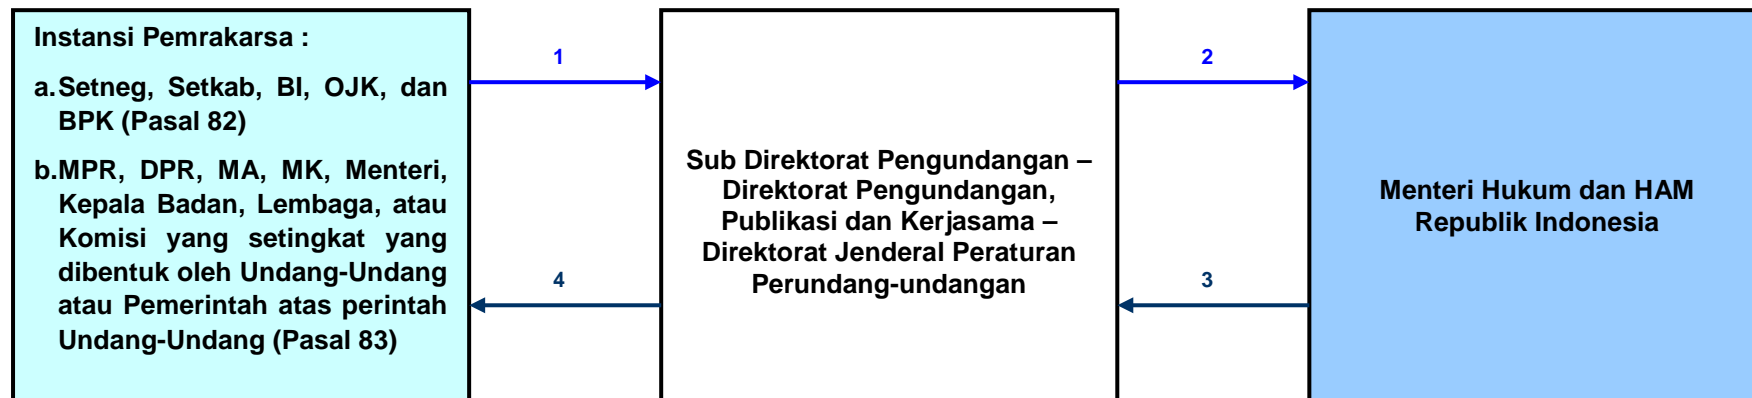 Instansi Pemrakarsa :
a. Setneg, Setkab, BI, OJK, dan
BPK (Pasal 82)
b. MPR, DPR, MA, MK, Menteri,
Kepala Badan, Lembaga, atau
Komisi yang setingkat yang
dibentuk oleh Undang-Undang
atau Pemerintah atas perintah
Undang-Undang (Pasal 83)
1
4
Sub Direktorat Pengundangan –
Direktorat Pengundangan,
Publikasi dan Kerjasama –
Direktorat Jenderal Peraturan
Perundang-undangan
2
3
Menteri Hukum dan HAM
Republik Indonesia